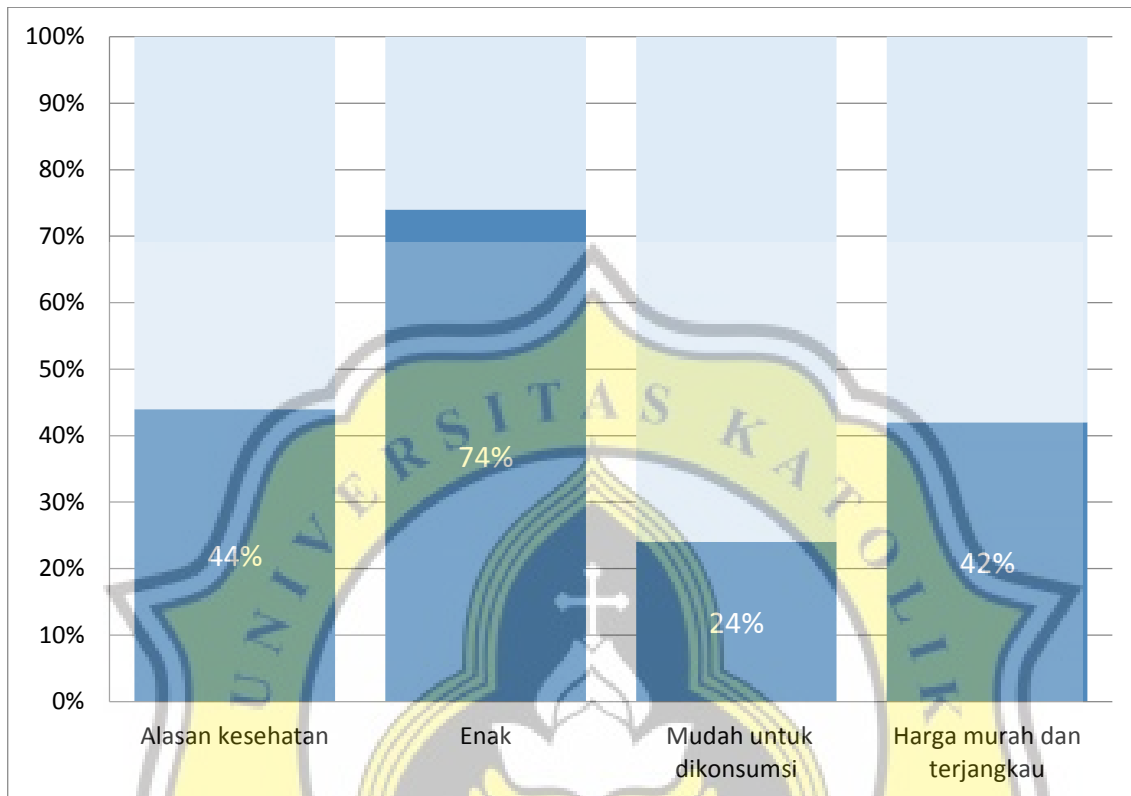 100%
90%
80%
70%
60%
50%
40%
30%
20%
10%
0%
44%
74%
24%
42%
Alasan kesehatan
Enak
Mudah untuk
dikonsumsi
Harga murah dan
terjangkau
UNIVERSITAS KATOLIK